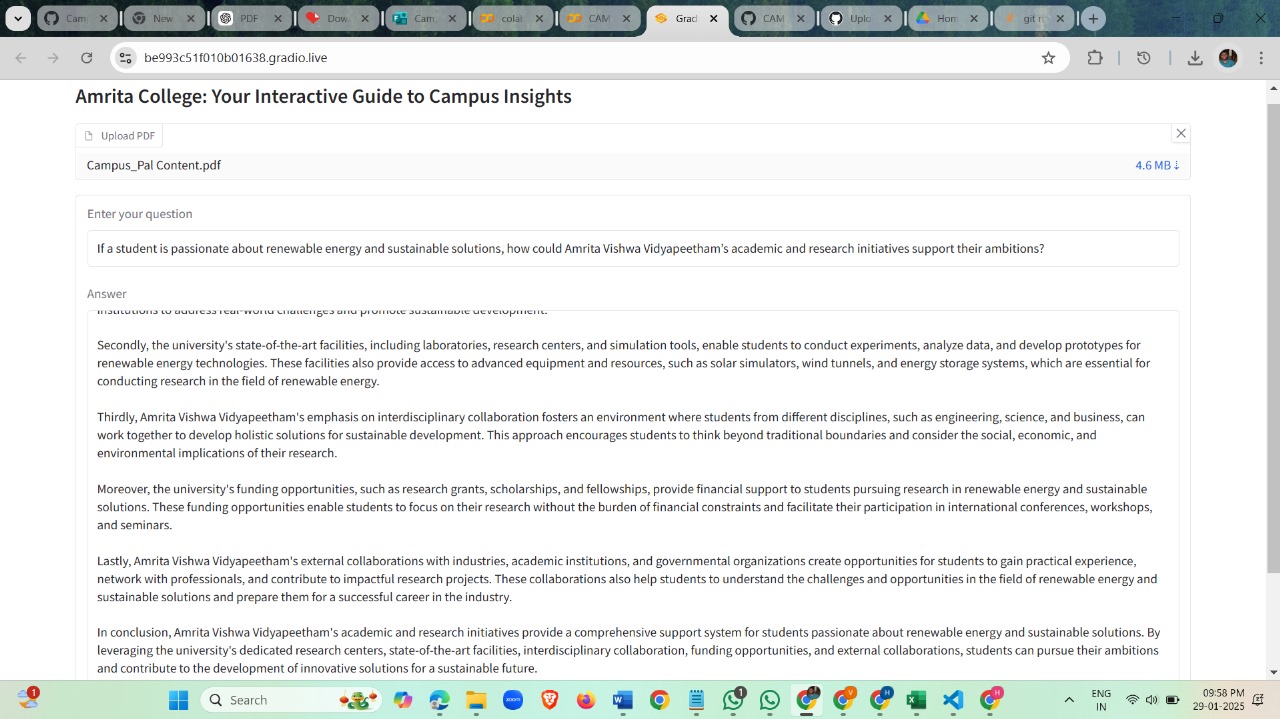 Cam
New
PDF
Dow
Cam
colal
CAM
Grad
CAM
Uplo
Hom
git r
be993c51f010b01638.gradio.live
Amrita College: Your Interactive Guide to Campus Insights
Upload PDF
Campus_Pal Content.pdf
4.6 MB⇣
Enter your question
If a student is passionate about renewable energy and sustainable solutions, how could Amrita Vishwa Vidyapeetham's academic and research initiatives support their ambitions?
Answer
institutions to address real-world challenges and promote sustainable development.
Secondly, the university's state-of-the-art facilities, including laboratories, research centers, and simulation tools, enable students to conduct experiments, analyze data, and develop prototypes for
renewable energy technologies. These facilities also provide access to advanced equipment and resources, such as solar simulators, wind tunnels, and energy storage systems, which are essential for
conducting research in the field of renewable energy.
Thirdly, Amrita Vishwa Vidyapeetham's emphasis on interdisciplinary collaboration fosters an environment where students from different disciplines, such as engineering, science, and business, can
work together to develop holistic solutions for sustainable development. This approach encourages students to think beyond traditional boundaries and consider the social, economic, and
environmental implications of their research.
Moreover, the university's funding opportunities, such as research grants, scholarships, and fellowships, provide financial support to students pursuing research in renewable energy and sustainable
solutions. These funding opportunities enable students to focus on their research without the burden of financial constraints and facilitate their participation in international conferences, workshops,
and seminars.
Lastly, Amrita Vishwa Vidyapeetham's external collaborations with industries, academic institutions, and governmental organizations create opportunities for students to gain practical experience,
network with professionals, and contribute to impactful research projects. These collaborations also help students to understand the challenges and opportunities in the field of renewable energy and
sustainable solutions and prepare them for a successful career in the industry.
In conclusion, Amrita Vishwa Vidyapeetham's academic and research initiatives provide a comprehensive support system for students passionate about renewable energy and sustainable solutions. By
leveraging the university's dedicated research centers, state-of-the-art facilities, interdisciplinary collaboration, funding opportunities, and external collaborations, students can pursue their ambitions
and contribute to the development of innovative solutions for a sustainable future.
1
Search
zoom
1
V
H
H
ENG
IN
09:58 PM
29-01-2025